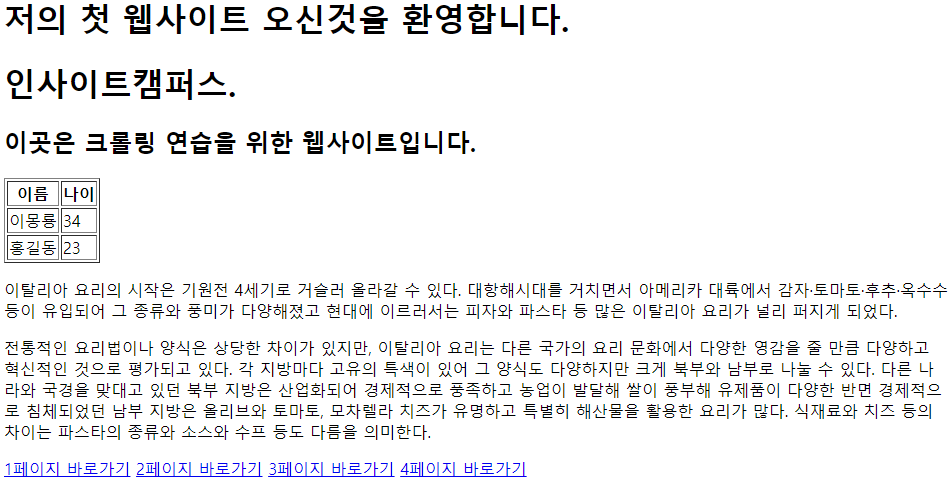 저의 첫 웹사이트 오신것을 환영합니다.
인사이트캠퍼스.
이곳은 크롤링 연습을 위한 웹사이트입니다.
이름 나이
이몽룡 34
홍길동 23
이탈리아 요리의 시작은 기원전 4세기로 거슬러 올라갈 수 있다. 대항해시대를 거치면서 아메리카 대륙에서 감자·토마토·후추·옥수수
등이 유입되어 그 종류와 풍미가 다양해졌고 현대에 이르러서는 피자와 파스타 등 많은 이탈리아 요리가 널리 퍼지게 되었다.
전통적인 요리법이나 양식은 상당한 차이가 있지만, 이탈리아 요리는 다른 국가의 요리 문화에서 다양한 영감을 줄 만큼 다양하고
혁신적인 것으로 평가되고 있다. 각 지방마다 고유의 특색이 있어 그 양식도 다양하지만 크게 북부와 남부로 나눌 수 있다. 다른 나
라와 국경을 맞대고 있던 북부 지방은 산업화되어 경제적으로 풍족하고 농업이 발달해 쌀이 풍부해 유제품이 다양한 반면 경제적으
로 침체되었던 남부 지방은 올리브와 토마토, 모차렐라 치즈가 유명하고 특별히 해산물을 활용한 요리가 많다. 식재료와 치즈 등의
차이는 파스타의 종류와 소스와 수프 등도 다름을 의미한다.
1페이지 바로가기 2페이지 바로가기 3페이지 바로가기 4페이지 바로가기